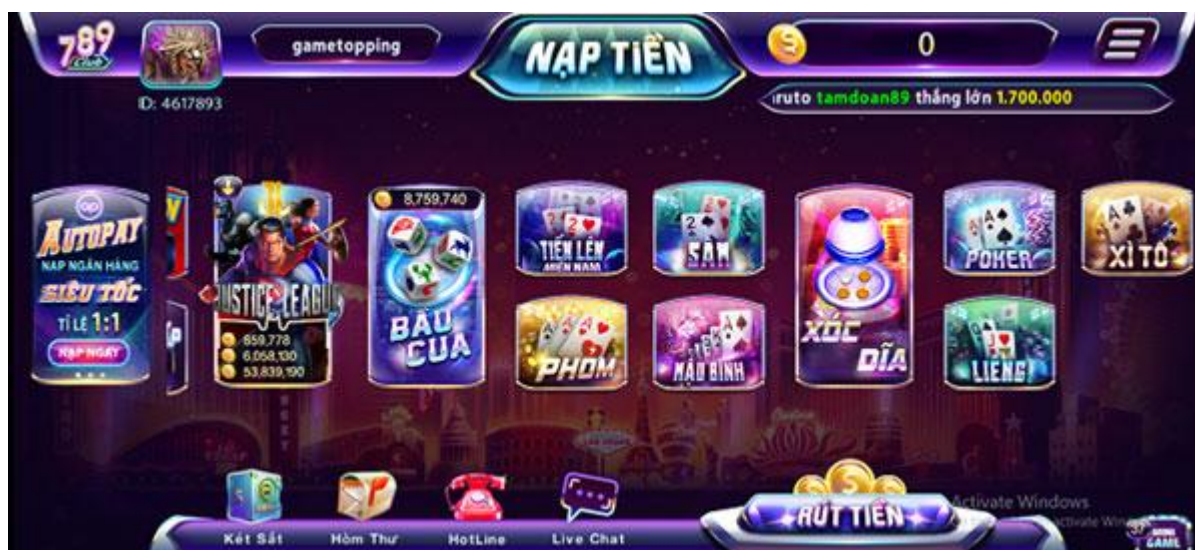 789
Club
gametopping
NẠP TIỀN
0
ID: 4617893
ruto tamdoan89 thắng lớn 1.700.000
AUTOPAY
NẠP NGÂN HÀNG
SIÊU TỐC
TỈ LỆ 1:1
NẠP NGAY
JUSTICE LEAGUE
659,778
6,058,130
53,839,190
8,759,740
BẦU
CUA
TIẾN LÊN
MIỀN NAM
SÂM
PHỎM
MẬU BINH
XÓC
DĨA
POKER
LIÊNG
XÌ TỐ
Két Sắt
Hòm Thư
HotLine
Live Chat
RÚT TIỀN
Activate Windows
MINI
GAME